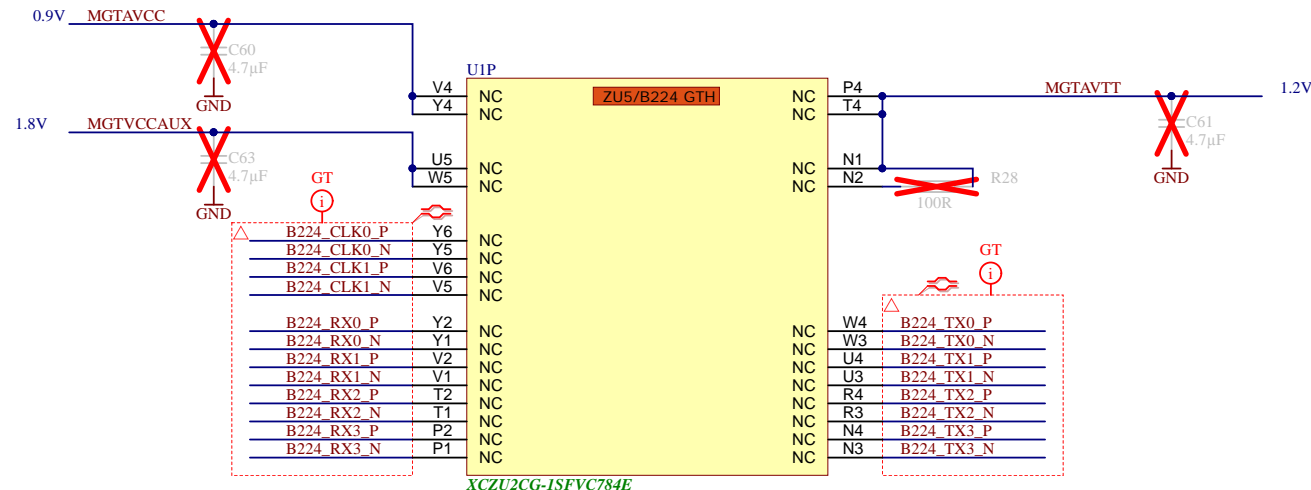 0.9V MGTAVCC
C60
4.7µF
GND
1.8V MGTVCCAUX
C63
4.7µF
GND
U1P
ZU5/B224 GTH
V4 NC
Y4 NC
U5 NC
W5 NC
GT
i
B224_CLK0_P Y6 NC
B224_CLK0_N Y5 NC
B224_CLK1_P V6 NC
B224_CLK1_N V5 NC
B224_RX0_P Y2 NC
B224_RX0_N Y1 NC
B224_RX1_P V2 NC
B224_RX1_N V1 NC
B224_RX2_P T2 NC
B224_RX2_N T1 NC
B224_RX3_P P2 NC
B224_RX3_N P1 NC
NC P4 MGTAVTT 1.2V
NC T4
C61
4.7µF
GND
NC N1
NC N2
R28
100R
GT
i
NC W4 B224_TX0_P
NC W3 B224_TX0_N
NC U4 B224_TX1_P
NC U3 B224_TX1_N
NC R4 B224_TX2_P
NC R3 B224_TX2_N
NC N4 B224_TX3_P
NC N3 B224_TX3_N
XCZU2CG-1SFVC784E